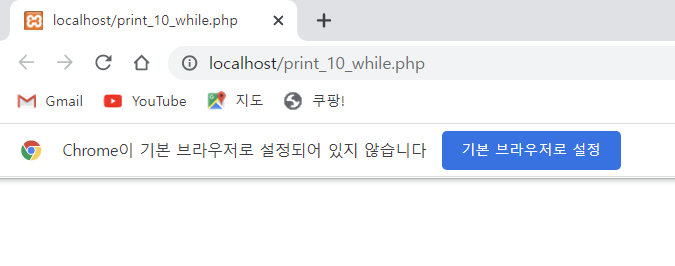 localhost/print_10_while.php
localhost/print_10_while.php
Gmail YouTube 지도 쿠팡!
Chrome이 기본 브라우저로 설정되어 있지 않습니다 기본 브라우저로 설정